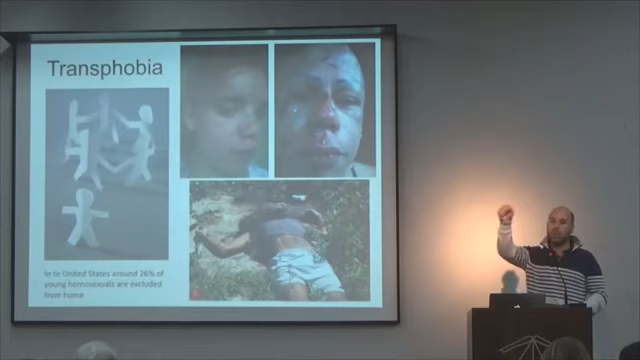 Transphobia
In te United States around 26% of
young homosexuals are excluded
from home